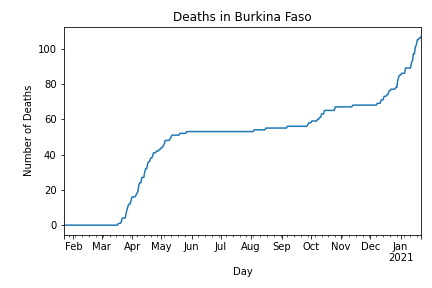 Deaths in Burkina Faso
Number of Deaths
100
80
60
40
20
0
Feb Mar Apr May Jun Jul Aug Sep Oct Nov Dec Jan
2021
Day